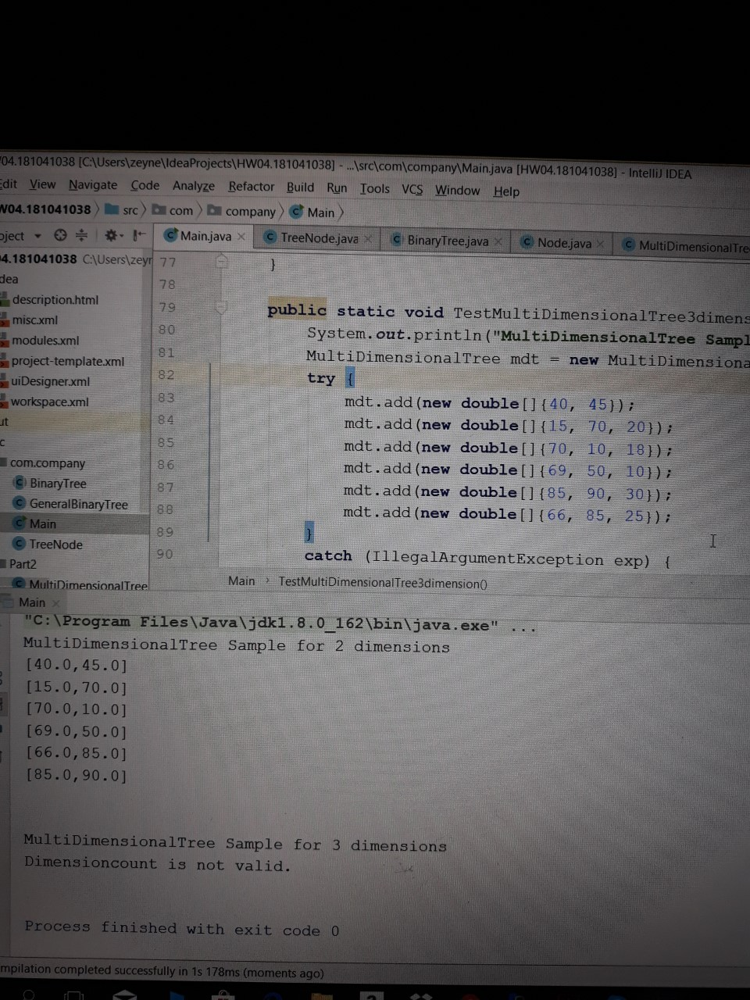 04.181041038 [C:\Users\zeyne\IdeaProjects\HW04.181041038] - ...\src\com\company\Main.java [HW04.181041038] - IntelliJ IDEA
Edit View Navigate Code Analyze Refactor Build Run Tools VCS Window Help
W04.181041038 src com company Main
oject Main.java TreeNode.java BinaryTree.java Node.java MultiDimensionalTre
4.181041038 C:\Users\zeyr
dea
description.html
misc.xml
modules.xml
project-template.xml
uiDesigner.xml
workspace.xml
ut
c
com.company
BinaryTree
GeneralBinaryTree
Main
TreeNode
Part2
MultiDimensionalTree
77 }
78
79 public static void TestMultiDimensionalTree3dimens
80 System.out.println("MultiDimensionalTree Sampl
81 MultiDimensionalTree mdt = new MultiDimensiona
82 try {
83 mdt.add(new double[]{40, 45});
84 mdt.add(new double[]{15, 70, 20});
85 mdt.add(new double[]{70, 10, 18});
86 mdt.add(new double[]{69, 50, 10});
87 mdt.add(new double[]{85, 90, 30});
88 mdt.add(new double[]{66, 85, 25});
89 }
90 catch (IllegalArgumentException exp) {
Main › TestMultiDimensionalTree3dimension()
Main
"C:\Program Files\Java\jdk1.8.0_162\bin\java.exe" ...
MultiDimensionalTree Sample for 2 dimensions
[40.0,45.0]
[15.0,70.0]
[70.0,10.0]
[69.0,50.0]
[66.0,85.0]
[85.0,90.0]
MultiDimensionalTree Sample for 3 dimensions
Dimensioncount is not valid.
Process finished with exit code 0
mpilation completed successfully in 1s 178ms (moments ago)